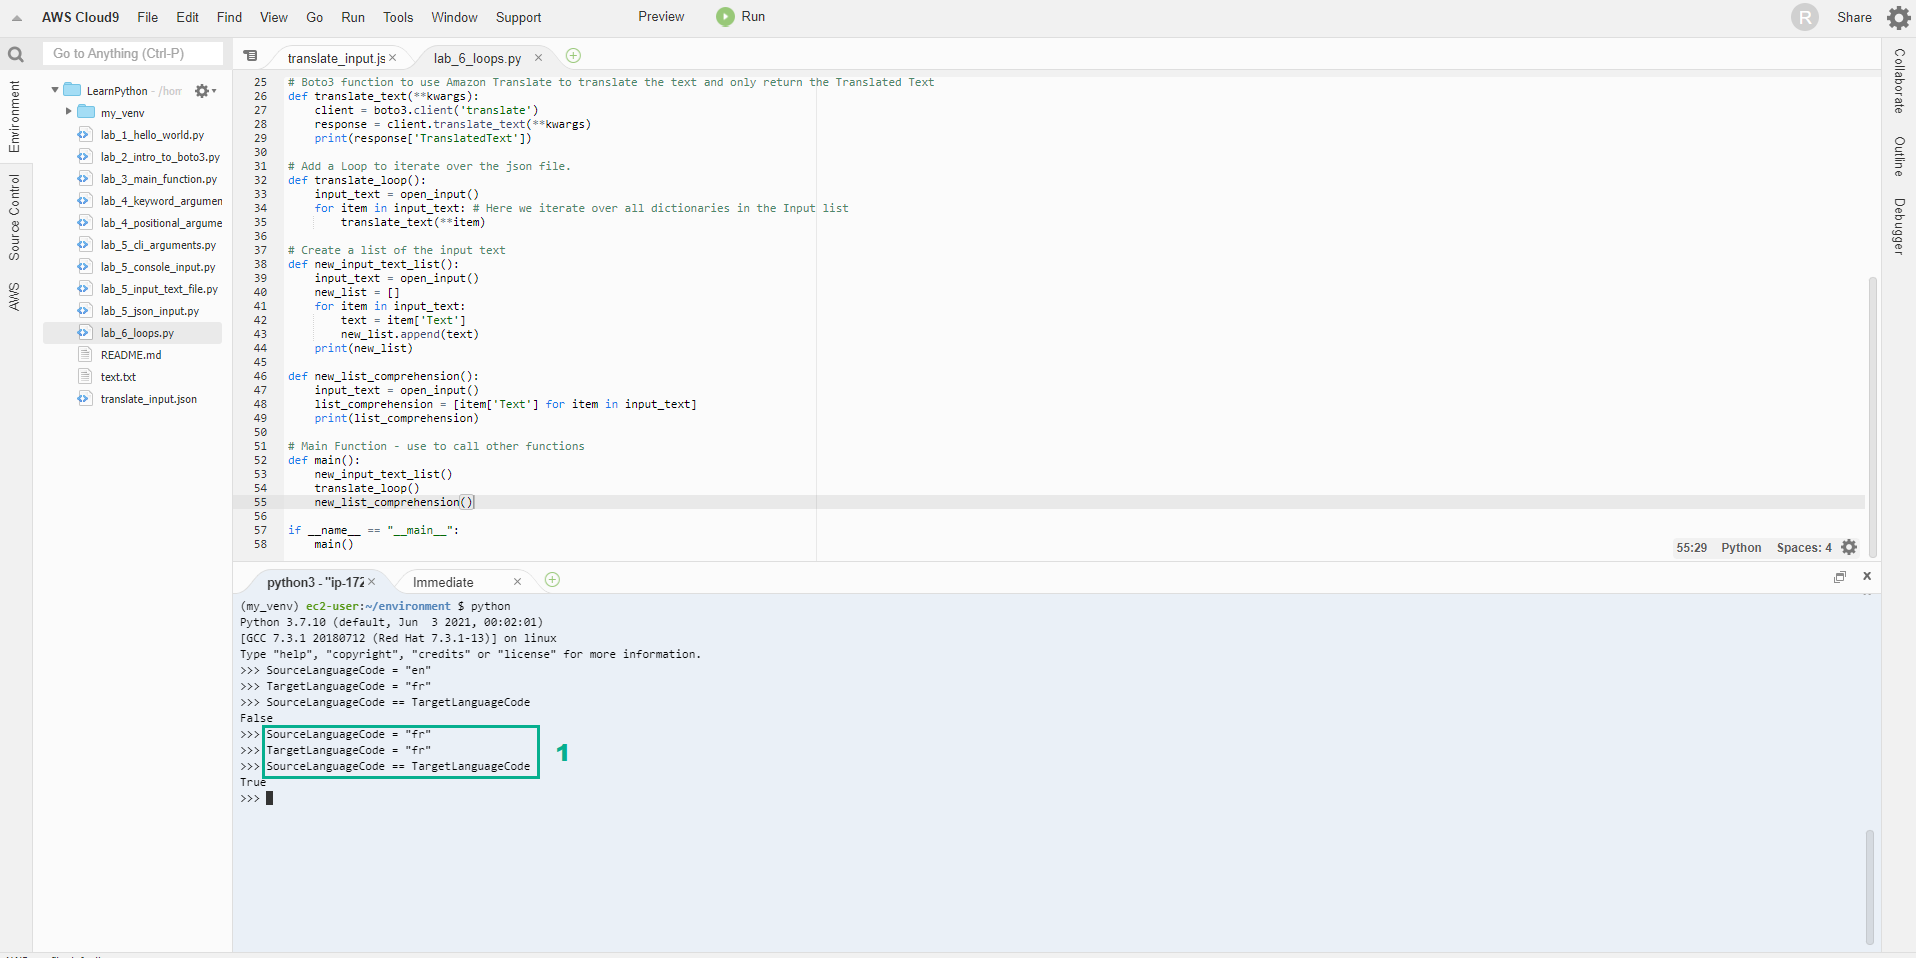 AWS Cloud9 File Edit Find View Go Run Tools Window Support Preview Run R Share
Go to Anything (Ctrl-P)
translate_input.js
lab_6_loops.py
Environment
Source Control
AWS
Collaborate
Outline
Debugger
LearnPython - /hom
my_venv
lab_1_hello_world.py
lab_2_intro_to_boto3.py
lab_3_main_function.py
lab_4_keyword_argumen
lab_4_positional_argume
lab_5_cli_arguments.py
lab_5_console_input.py
lab_5_input_text_file.py
lab_5_json_input.py
lab_6_loops.py
README.md
text.txt
translate_input.json
25 # Boto3 function to use Amazon Translate to translate the text and only return the Translated Text
26 def translate_text(**kwargs):
27     client = boto3.client('translate')
28     response = client.translate_text(**kwargs)
29     print(response['TranslatedText'])
30
31 # Add a Loop to iterate over the json file.
32 def translate_loop():
33     input_text = open_input()
34     for item in input_text: # Here we iterate over all dictionaries in the Input list
35         translate_text(**item)
36
37 # Create a list of the input text
38 def new_input_text_list():
39     input_text = open_input()
40     new_list = []
41     for item in input_text:
42         text = item['Text']
43         new_list.append(text)
44     print(new_list)
45
46 def new_list_comprehension():
47     input_text = open_input()
48     list_comprehension = [item['Text'] for item in input_text]
49     print(list_comprehension)
50
51 # Main Function - use to call other functions
52 def main():
53     new_input_text_list()
54     translate_loop()
55     new_list_comprehension()
56
57 if __name__ == "__main__":
58     main()
55:29 Python Spaces: 4
python3 - "ip-172
Immediate
(my_venv) ec2-user:~/environment $ python
Python 3.7.10 (default, Jun  3 2021, 00:02:01)
[GCC 7.3.1 20180712 (Red Hat 7.3.1-13)] on linux
Type "help", "copyright", "credits" or "license" for more information.
>>> SourceLanguageCode = "en"
>>> TargetLanguageCode = "fr"
>>> SourceLanguageCode == TargetLanguageCode
False
>>> SourceLanguageCode = "fr"
>>> TargetLanguageCode = "fr"
>>> SourceLanguageCode == TargetLanguageCode
True
>>>
1